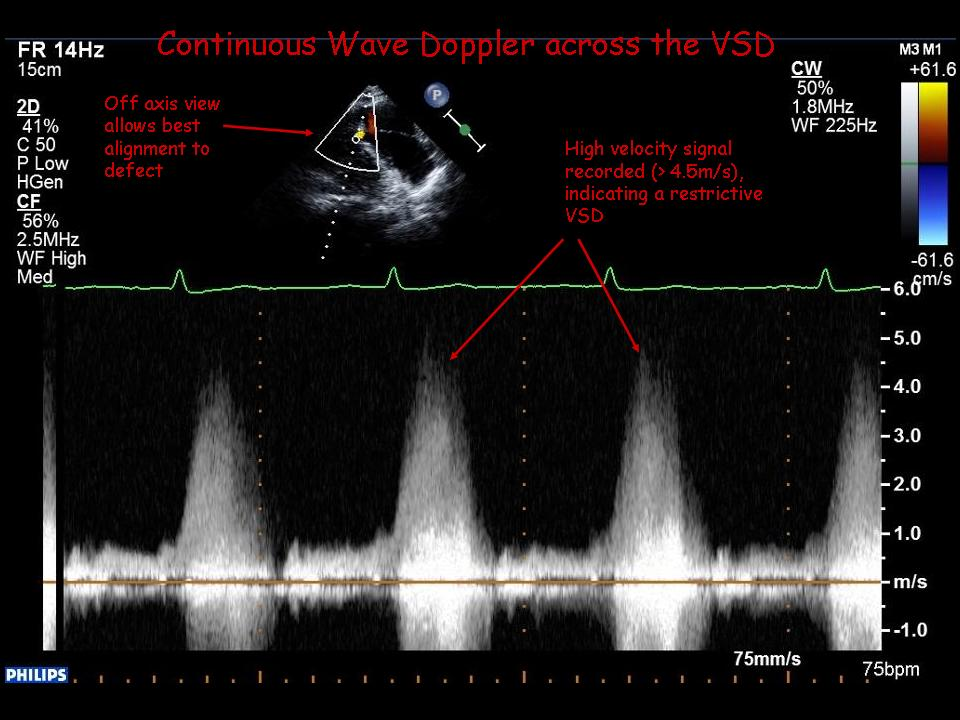 Continuous Wave Doppler across the VSD
FR 14Hz
15cm
2D
41%
C 50
P Low
HGen
CF
56%
2.5MHz
WF High
Med
Off axis view
allows best
alignment to
defect
P
High velocity signal
recorded (> 4.5m/s),
indicating a restrictive
VSD
CW
50%
1.8MHz
WF 225Hz
M3 M1
+61.6
-61.6
cm/s
6.0
5.0
4.0
3.0
2.0
1.0
m/s
-1.0
75mm/s
PHILIPS
75bpm